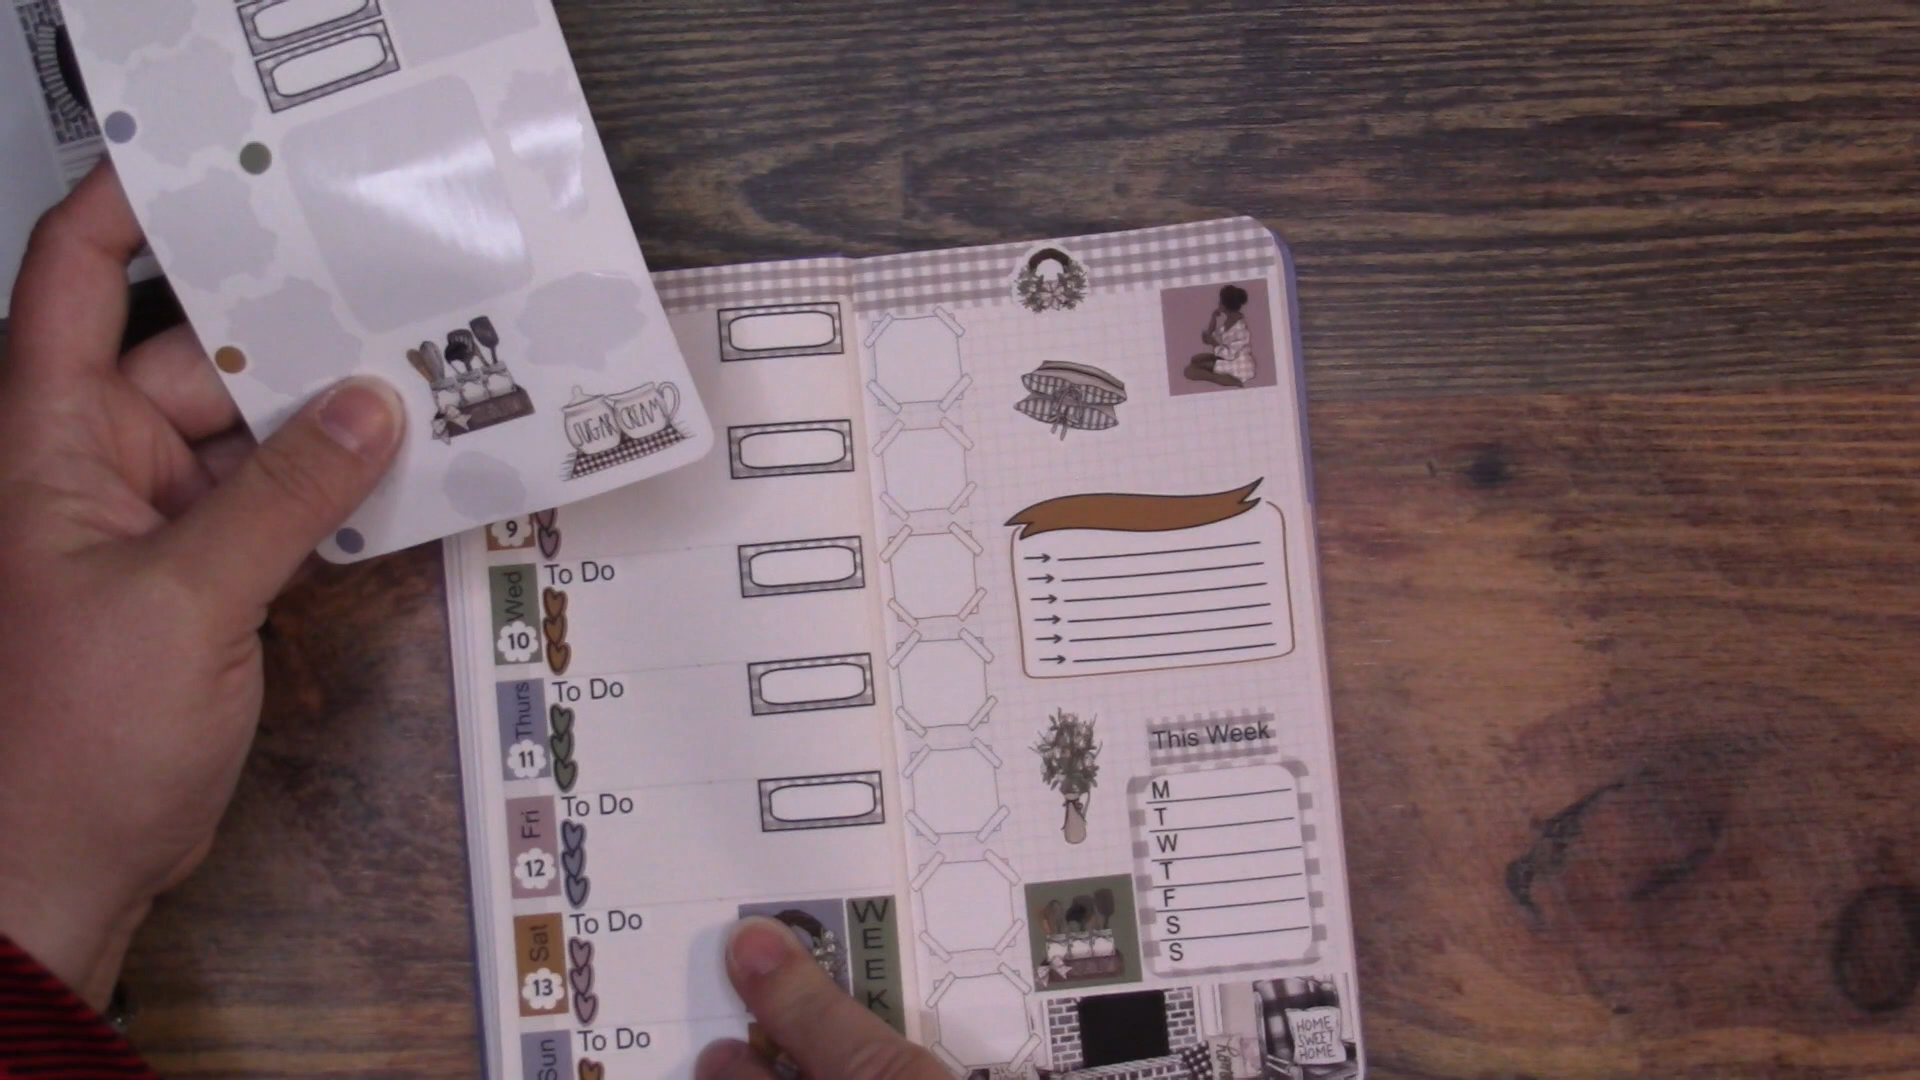 SUGAR
CREAM
9
Wed
10
To Do
Thurs
11
To Do
Fri
12
To Do
Sat
13
To Do
Sun
To Do
WEEK
This Week
M
T
W
T
F
S
S
HOME
SWEET
HOME